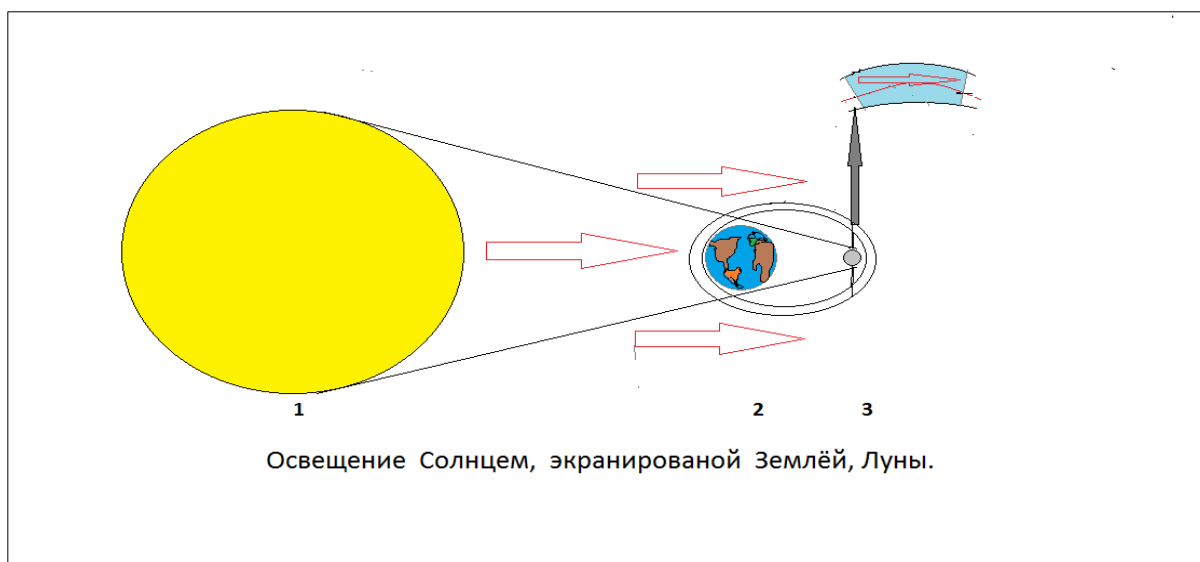 1 2 3
Освещение Солнцем, экранированой Землёй, Луны.